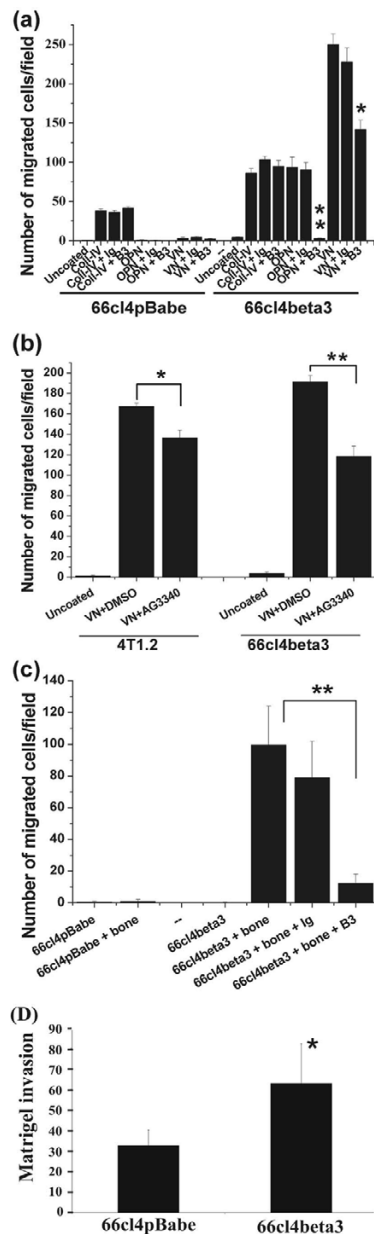 (a)
Number of migrated cells/field
250
200
150
100
50
0
*
*
*
Uncoated
Coll-IV
Coll-IV + Ig
Coll-IV + B3
OPN
OPN + Ig
OPN + B3
VN
VN + Ig
VN + B3
--
Uncoated
Coll-IV
Coll-IV + Ig
Coll-IV + B3
OPN
OPN + Ig
OPN + B3
VN
VN + Ig
VN + B3
66cl4pBabe
66cl4beta3
(b)
Number of migrated cells/field
200
180
160
140
120
100
80
60
40
20
0
*
**
Uncoated
VN+DMSO
VN+AG3340
Uncoated
VN+DMSO
VN+AG3340
4T1.2
66cl4beta3
(c)
Number of migrated cells/field
140
120
100
80
60
40
20
0
**
66cl4pBabe
66cl4pBabe + bone
--
66cl4beta3
66cl4beta3 + bone
66cl4beta3 + bone + Ig
66cl4beta3 + bone + B3
(D)
Matrigel invasion
90
80
70
60
50
40
30
20
10
0
*
66cl4pBabe
66cl4beta3